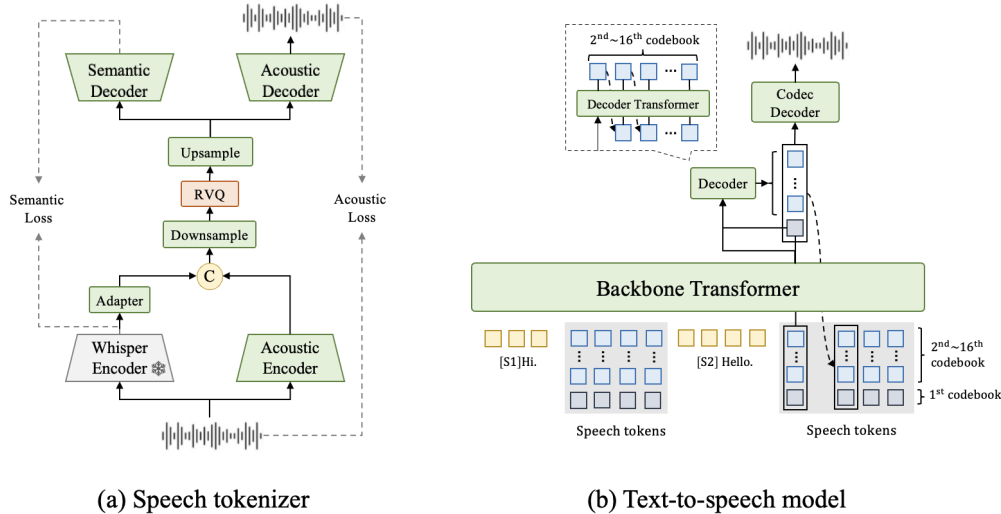 Semantic
Decoder
Acoustic
Decoder
Upsample
RVQ
Semantic
Loss
Acoustic
Loss
Downsample
C
Adapter
Whisper
Encoder
Acoustic
Encoder
(a) Speech tokenizer
2nd~16th codebook
Decoder Transformer
Codec
Decoder
Decoder
Backbone Transformer
[S1]Hi.
[S2] Hello.
2nd~16th
codebook
1st codebook
Speech tokens
Speech tokens
(b) Text-to-speech model